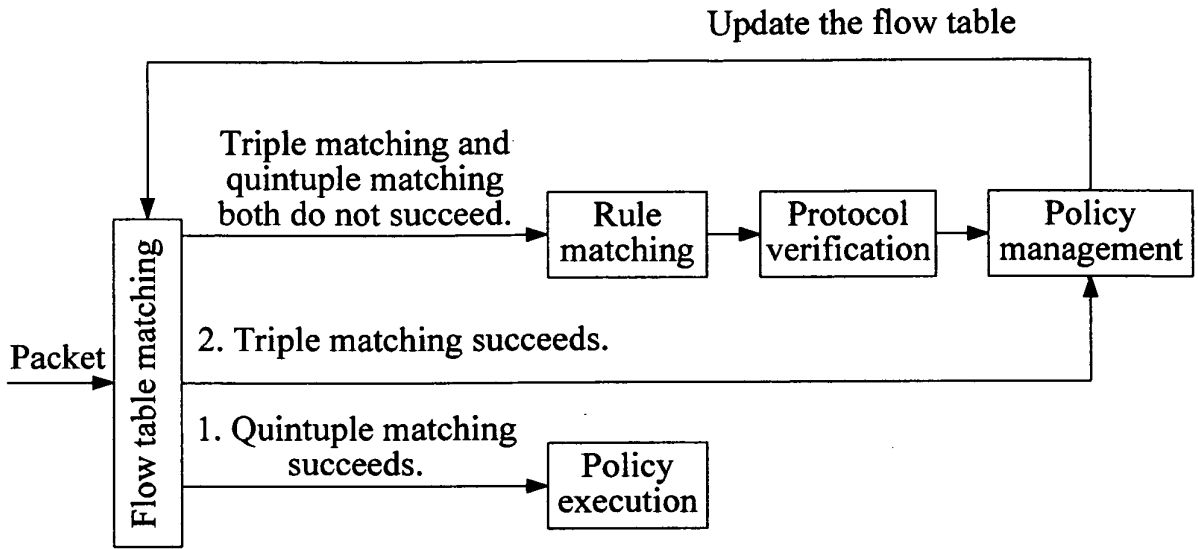 Update the flow table
Triple matching and
quintuple matching
both do not succeed.
Rule
matching
Protocol
verification
Policy
management
Flow table matching
2. Triple matching succeeds.
Packet
1. Quintuple matching
succeeds.
Policy
execution